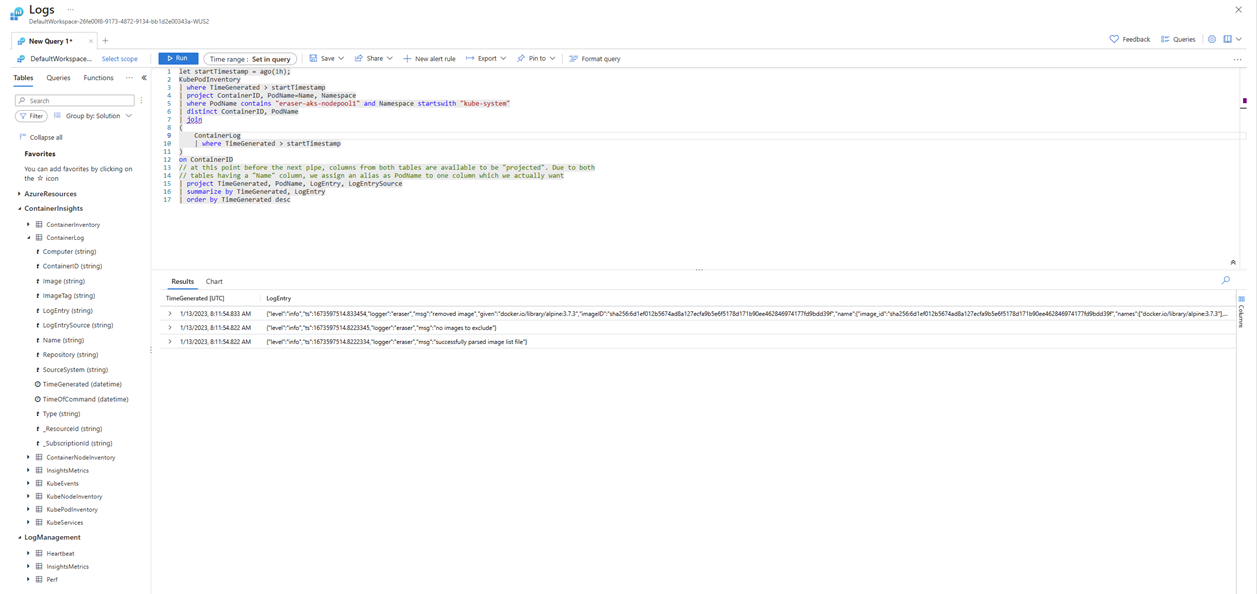 Logs ...
DefaultWorkspace-26fe00f8-9173-4872-9134-bb1d2e00343a-WUS2
New Query 1*
Feedback
Queries
DefaultWorkspace...
Select scope
Run
Time range : Set in query
Save
Share
New alert rule
Export
Pin to
Format query
Tables
Queries
Functions
...
Search
Filter
Group by: Solution
Collapse all
Favorites
You can add favorites by clicking on
the ☆ icon
AzureResources
ContainerInsights
ContainerInventory
ContainerLog
t Computer (string)
t ContainerID (string)
t Image (string)
t ImageTag (string)
t LogEntry (string)
t LogEntrySource (string)
t Name (string)
t Repository (string)
t SourceSystem (string)
TimeGenerated (datetime)
TimeOfCommand (datetime)
t Type (string)
t _ResourceId (string)
t _SubscriptionId (string)
ContainerNodeInventory
InsightsMetrics
KubeEvents
KubeNodeInventory
KubePodInventory
KubeServices
LogManagement
Heartbeat
InsightsMetrics
Perf
1 let startTimestamp = ago(1h);
2 KubePodInventory
3 | where TimeGenerated > startTimestamp
4 | project ContainerID, PodName=Name, Namespace
5 | where PodName contains "eraser-aks-nodepool1" and Namespace startswith "kube-system"
6 | distinct ContainerID, PodName
7 | join
8 (
9 ContainerLog
10 | where TimeGenerated > startTimestamp
11 )
12 on ContainerID
13 // at this point before the next pipe, columns from both tables are available to be "projected". Due to both
14 // tables having a "Name" column, we assign an alias as PodName to one column which we actually want
15 | project TimeGenerated, PodName, LogEntry, LogEntrySource
16 | summarize by TimeGenerated, LogEntry
17 | order by TimeGenerated desc
Results
Chart
TimeGenerated [UTC]
LogEntry
1/13/2023, 8:11:54.833 AM {"level":"info","ts":1673597514.833454,"logger":"eraser","msg":"removed image","given":"docker.io/library/alpine:3.7.3","imageID":"sha256:6d1ef012b5674ad8a127ecfa9b5e6f5178d171b90ee462846974177fd9bdd39f","name":{"image_id":"sha256:6d1ef012b5674ad8a127ecfa9b5e6f5178d171b90ee462846974177fd9bdd39f","names":["docker.io/library/alpine:3.7.3"],...
1/13/2023, 8:11:54.822 AM {"level":"info","ts":1673597514.8223345,"logger":"eraser","msg":"no images to exclude"}
1/13/2023, 8:11:54.822 AM {"level":"info","ts":1673597514.8222334,"logger":"eraser","msg":"successfully parsed image list file"}
Columns